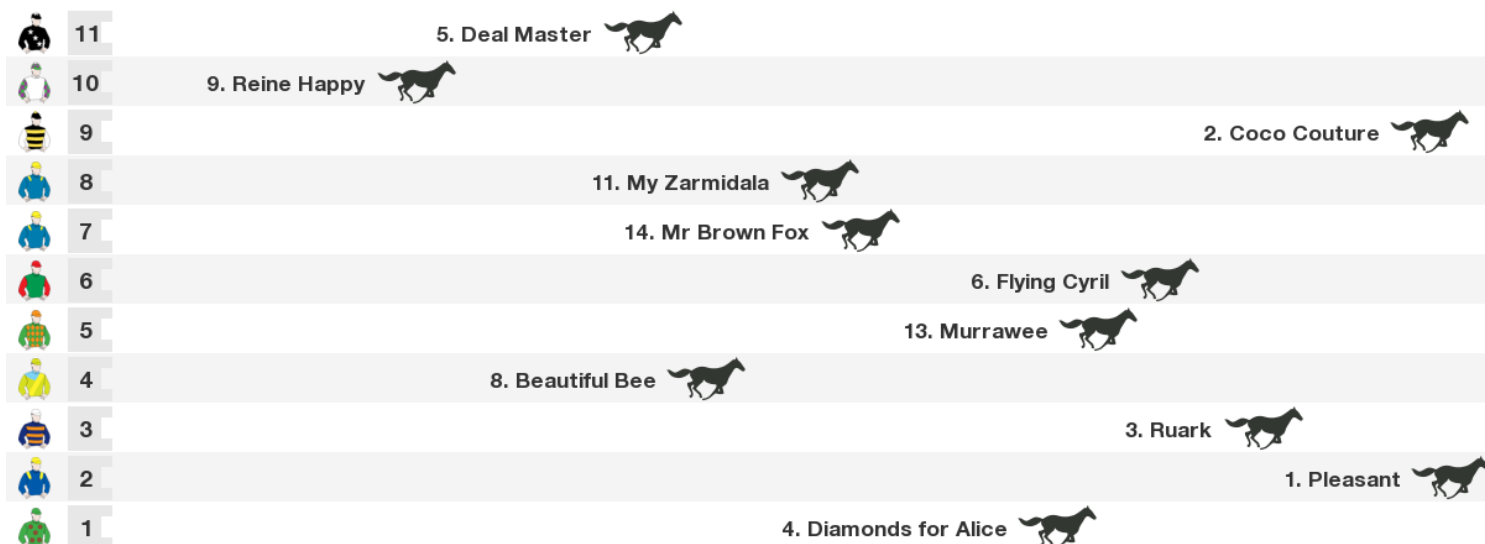 11 5. Deal Master
10 9. Reine Happy
9 2. Coco Couture
8 11. My Zarmidala
7 14. Mr Brown Fox
6 6. Flying Cyril
5 13. Murrawee
4 8. Beautiful Bee
3 3. Ruark
2 1. Pleasant
1 4. Diamonds for Alice